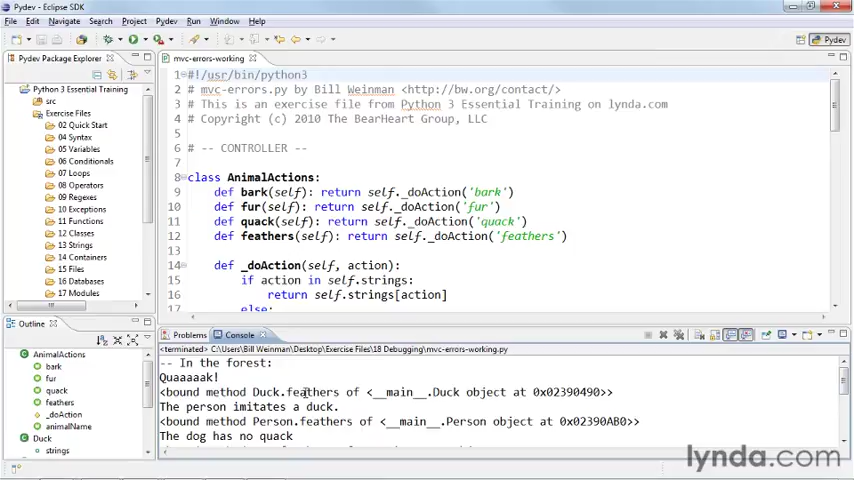 Pydev - Eclipse SDK
File Edit Navigate Search Project Pydev Run Window Help
Pydev
Pydev Package Explorer
Python 3 Essential Training
src
Exercise Files
02 Quick Start
04 Syntax
05 Variables
06 Conditionals
07 Loops
08 Operators
09 Regexes
10 Exceptions
11 Functions
12 Classes
13 Strings
14 Containers
15 Files
16 Databases
17 Modules
Outline
AnimalActions
bark
fur
quack
feathers
_doAction
animalName
Duck
strings
mvc-errors-working
1 #!/usr/bin/python3
2 # mvc-errors.py by Bill Weinman <http://bw.org/contact/>
3 # This is an exercise file from Python 3 Essential Training on lynda.com
4 # Copyright (c) 2010 The BearHeart Group, LLC
5
6 # -- CONTROLLER --
7
8 class AnimalActions:
9 def bark(self): return self._doAction('bark')
10 def fur(self): return self._doAction('fur')
11 def quack(self): return self._doAction('quack')
12 def feathers(self): return self._doAction('feathers')
13
14 def _doAction(self, action):
15 if action in self.strings:
16 return self.strings[action]
17 else:
Problems Console
<terminated> C:\Users\Bill Weinman\Desktop\Exercise Files\18 Debugging\mvc-errors-working.py
-- In the forest:
Quaaaaak!
<bound method Duck.feathers of <__main__.Duck object at 0x02390490>>
The person imitates a duck.
<bound method Person.feathers of <__main__.Person object at 0x02390AB0>>
The dog has no quack
lynda.com